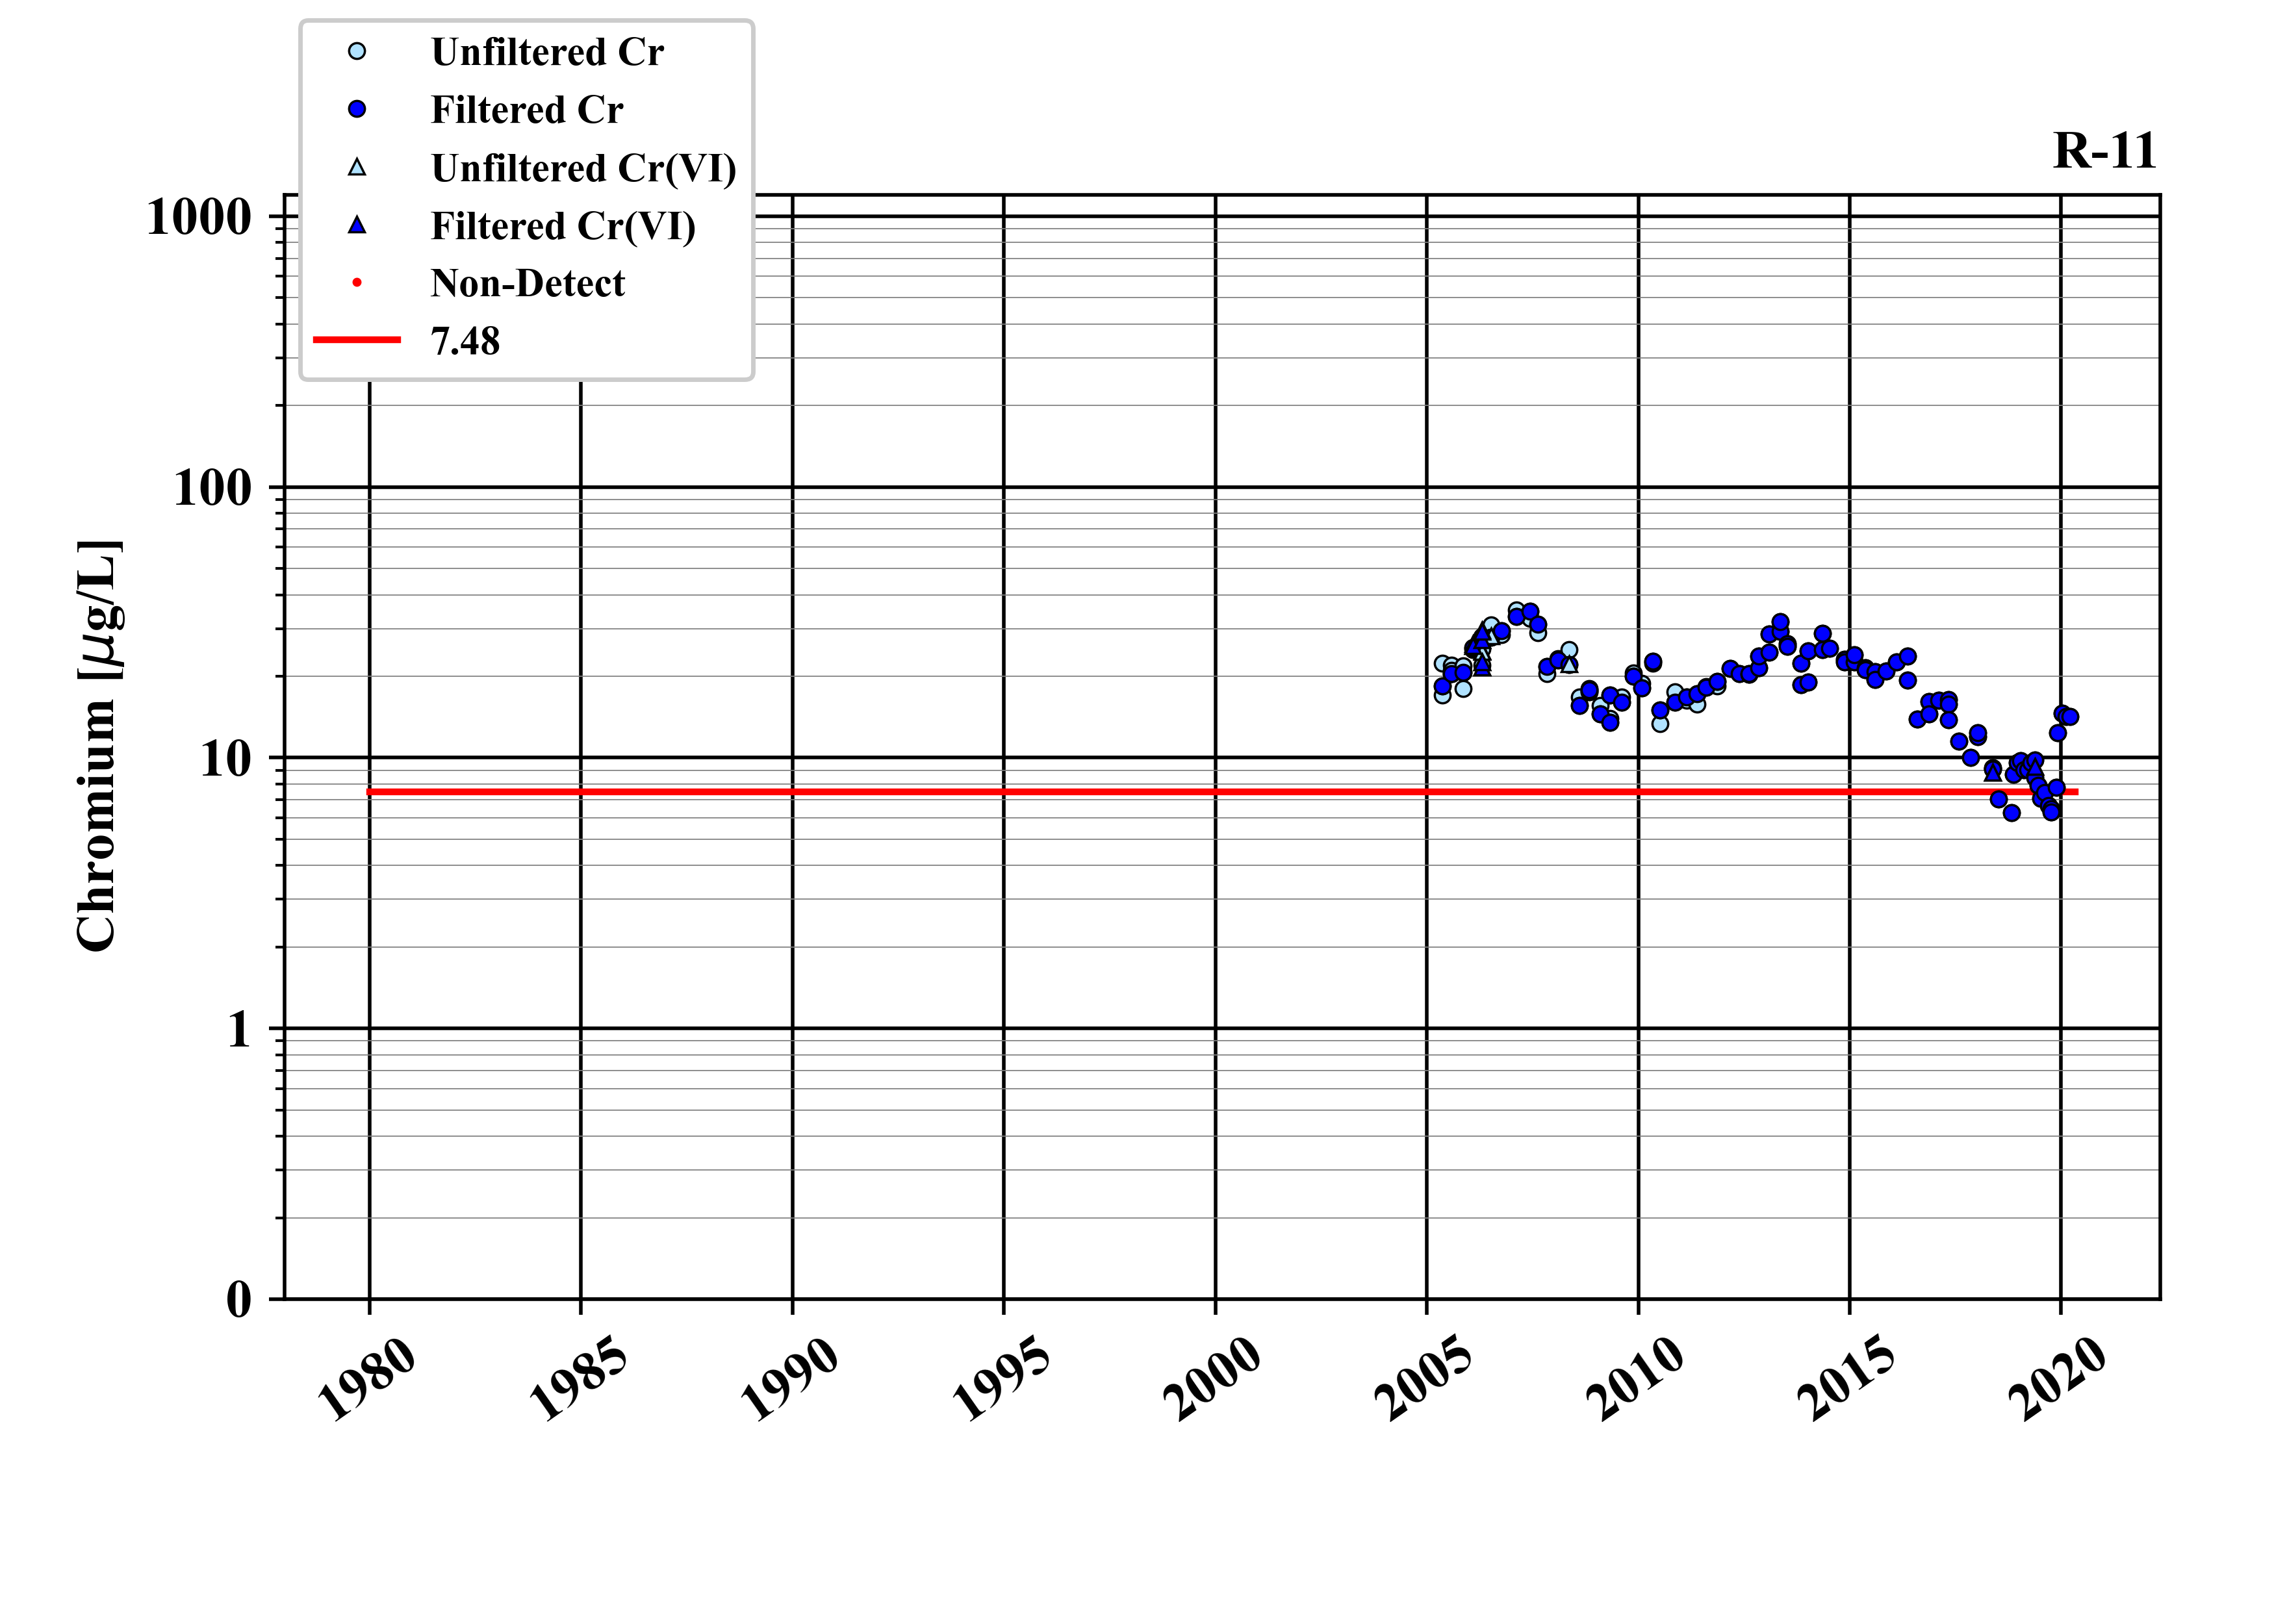 Unfiltered Cr
Filtered Cr
Unfiltered Cr(VI)
Filtered Cr(VI)
Non-Detect
7.48
R-11
1000
100
10
1
0
Chromium [μg/L]
1980
1985
1990
1995
2000
2005
2010
2015
2020